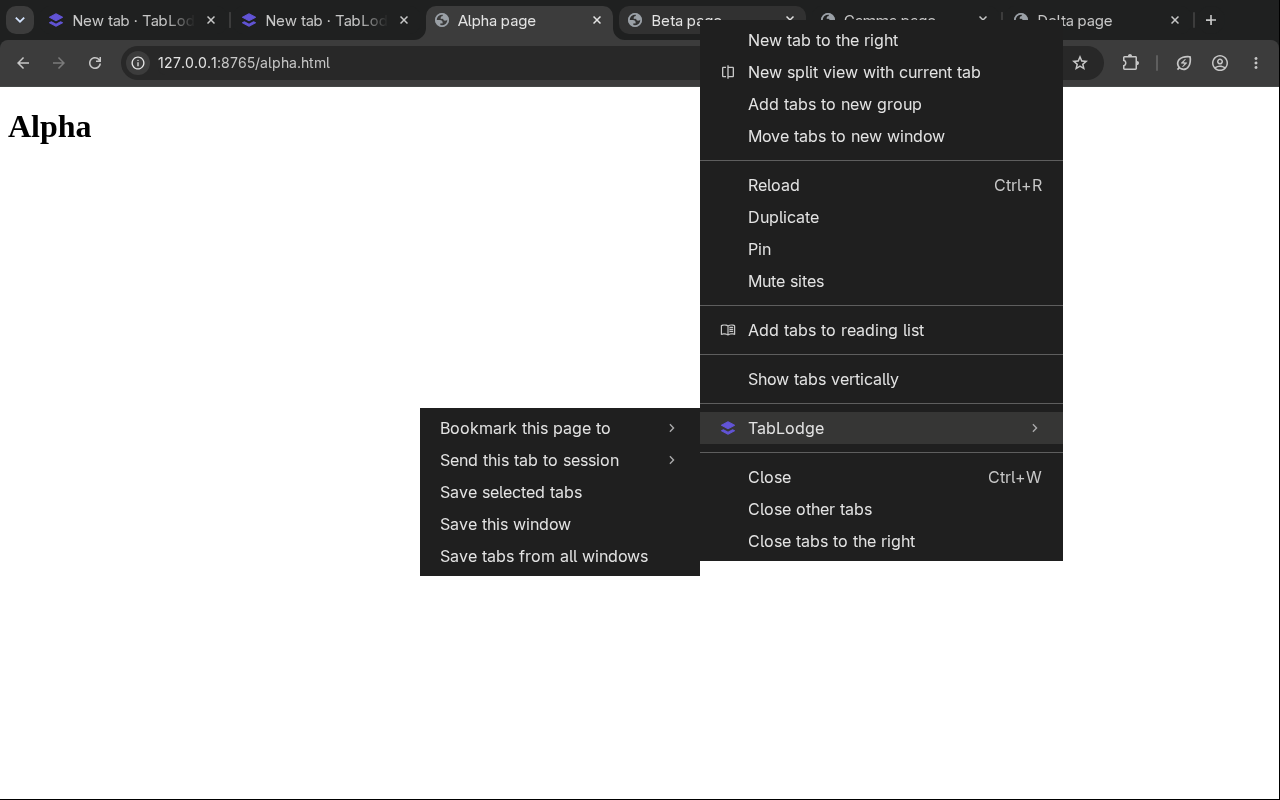 New tab · TabLod
New tab · TabLod
Alpha page
Beta page
Delta page
127.0.0.1:8765/alpha.html
Alpha
New tab to the right
New split view with current tab
Add tabs to new group
Move tabs to new window
Reload Ctrl+R
Duplicate
Pin
Mute sites
Add tabs to reading list
Show tabs vertically
TabLodge
Close Ctrl+W
Close other tabs
Close tabs to the right
Bookmark this page to
Send this tab to session
Save selected tabs
Save this window
Save tabs from all windows